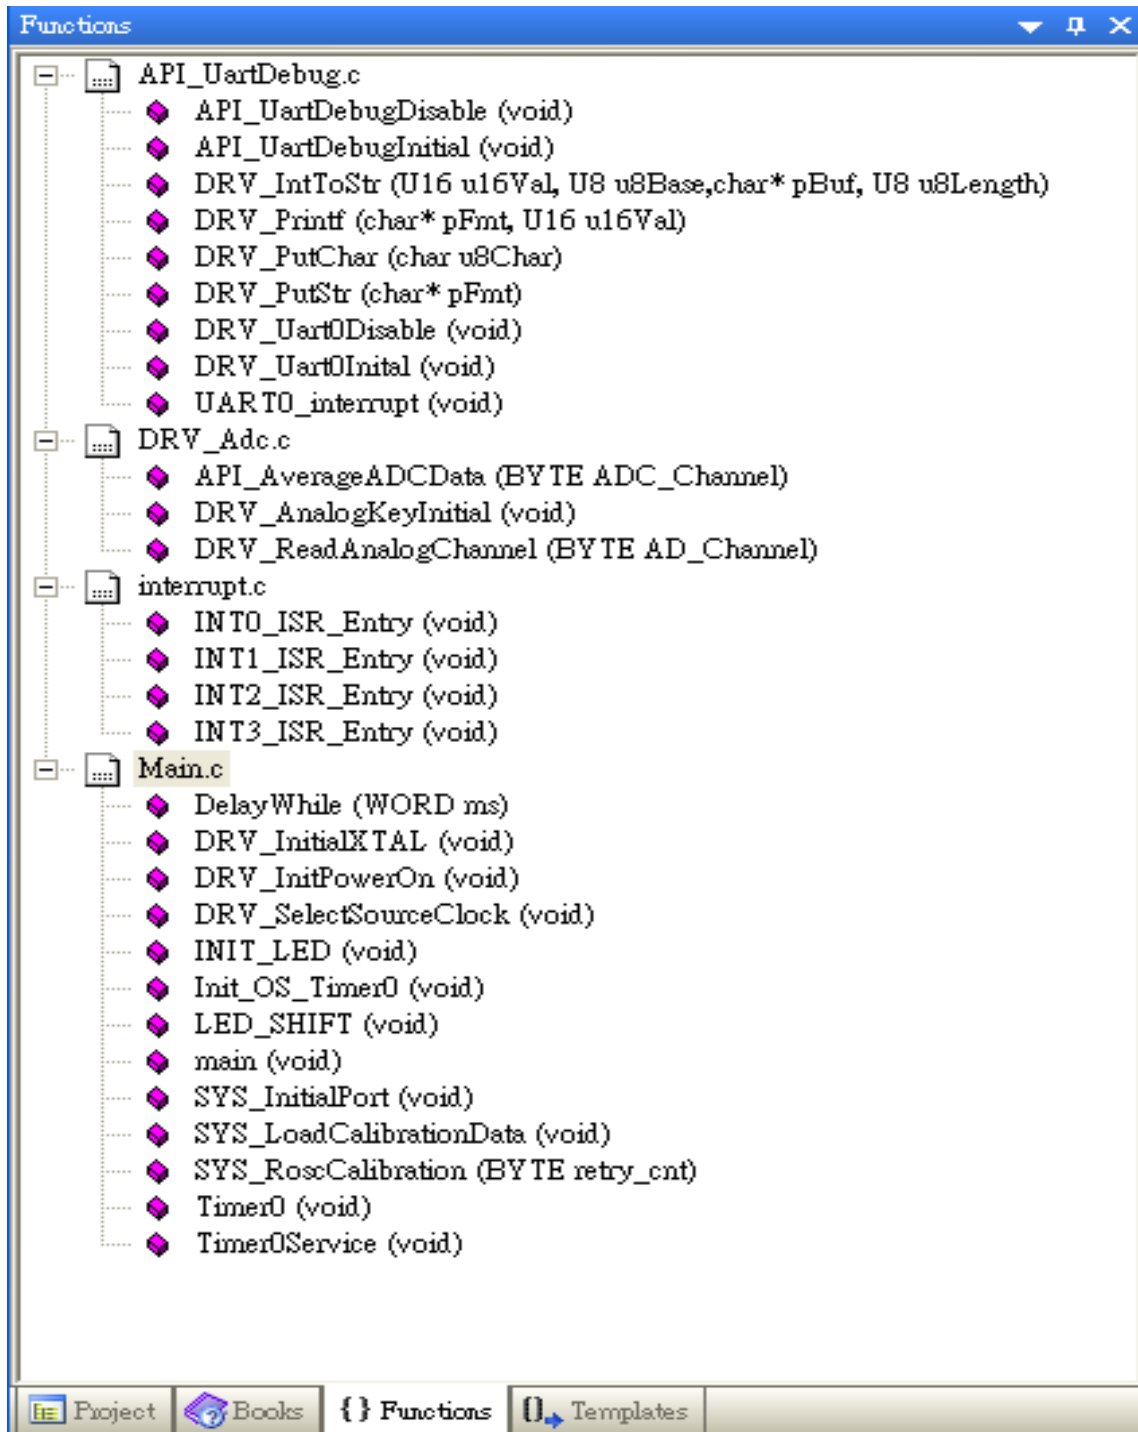 Functions
API_UartDebug.c
API_UartDebugDisable (void)
API_UartDebugInitial (void)
DRV_IntToStr (U16 u16Val, U8 u8Base,char* pBuf, U8 u8Length)
DRV_Printf (char* pFmt, U16 u16Val)
DRV_PutChar (char u8Char)
DRV_PutStr (char* pFmt)
DRV_Uart0Disable (void)
DRV_Uart0Inital (void)
UART0_interrupt (void)
DRV_Adc.c
API_AverageADCData (BYTE ADC_Channel)
DRV_AnalogKeyInitial (void)
DRV_ReadAnalogChannel (BYTE AD_Channel)
interrupt.c
INT0_ISR_Entry (void)
INT1_ISR_Entry (void)
INT2_ISR_Entry (void)
INT3_ISR_Entry (void)
Main.c
DelayWhile (WORD ms)
DRV_InitialXTAL (void)
DRV_InitPowerOn (void)
DRV_SelectSourceClock (void)
INIT_LED (void)
Init_OS_Timer0 (void)
LED_SHIFT (void)
main (void)
SYS_InitialPort (void)
SYS_LoadCalibrationData (void)
SYS_RoscCalibration (BYTE retry_cnt)
Timer0 (void)
Timer0Service (void)
Project Books {} Functions Templates